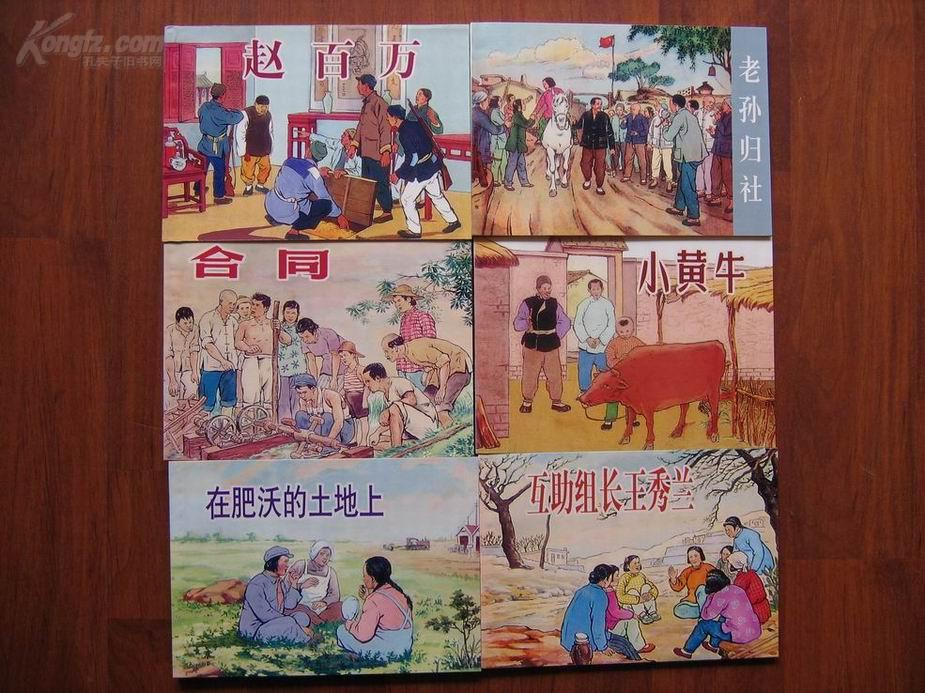 Kongfz.com
孔夫子旧书网
赵百万
老孙归社
合同
小黄牛
在肥沃的土地上
互助组长王秀兰